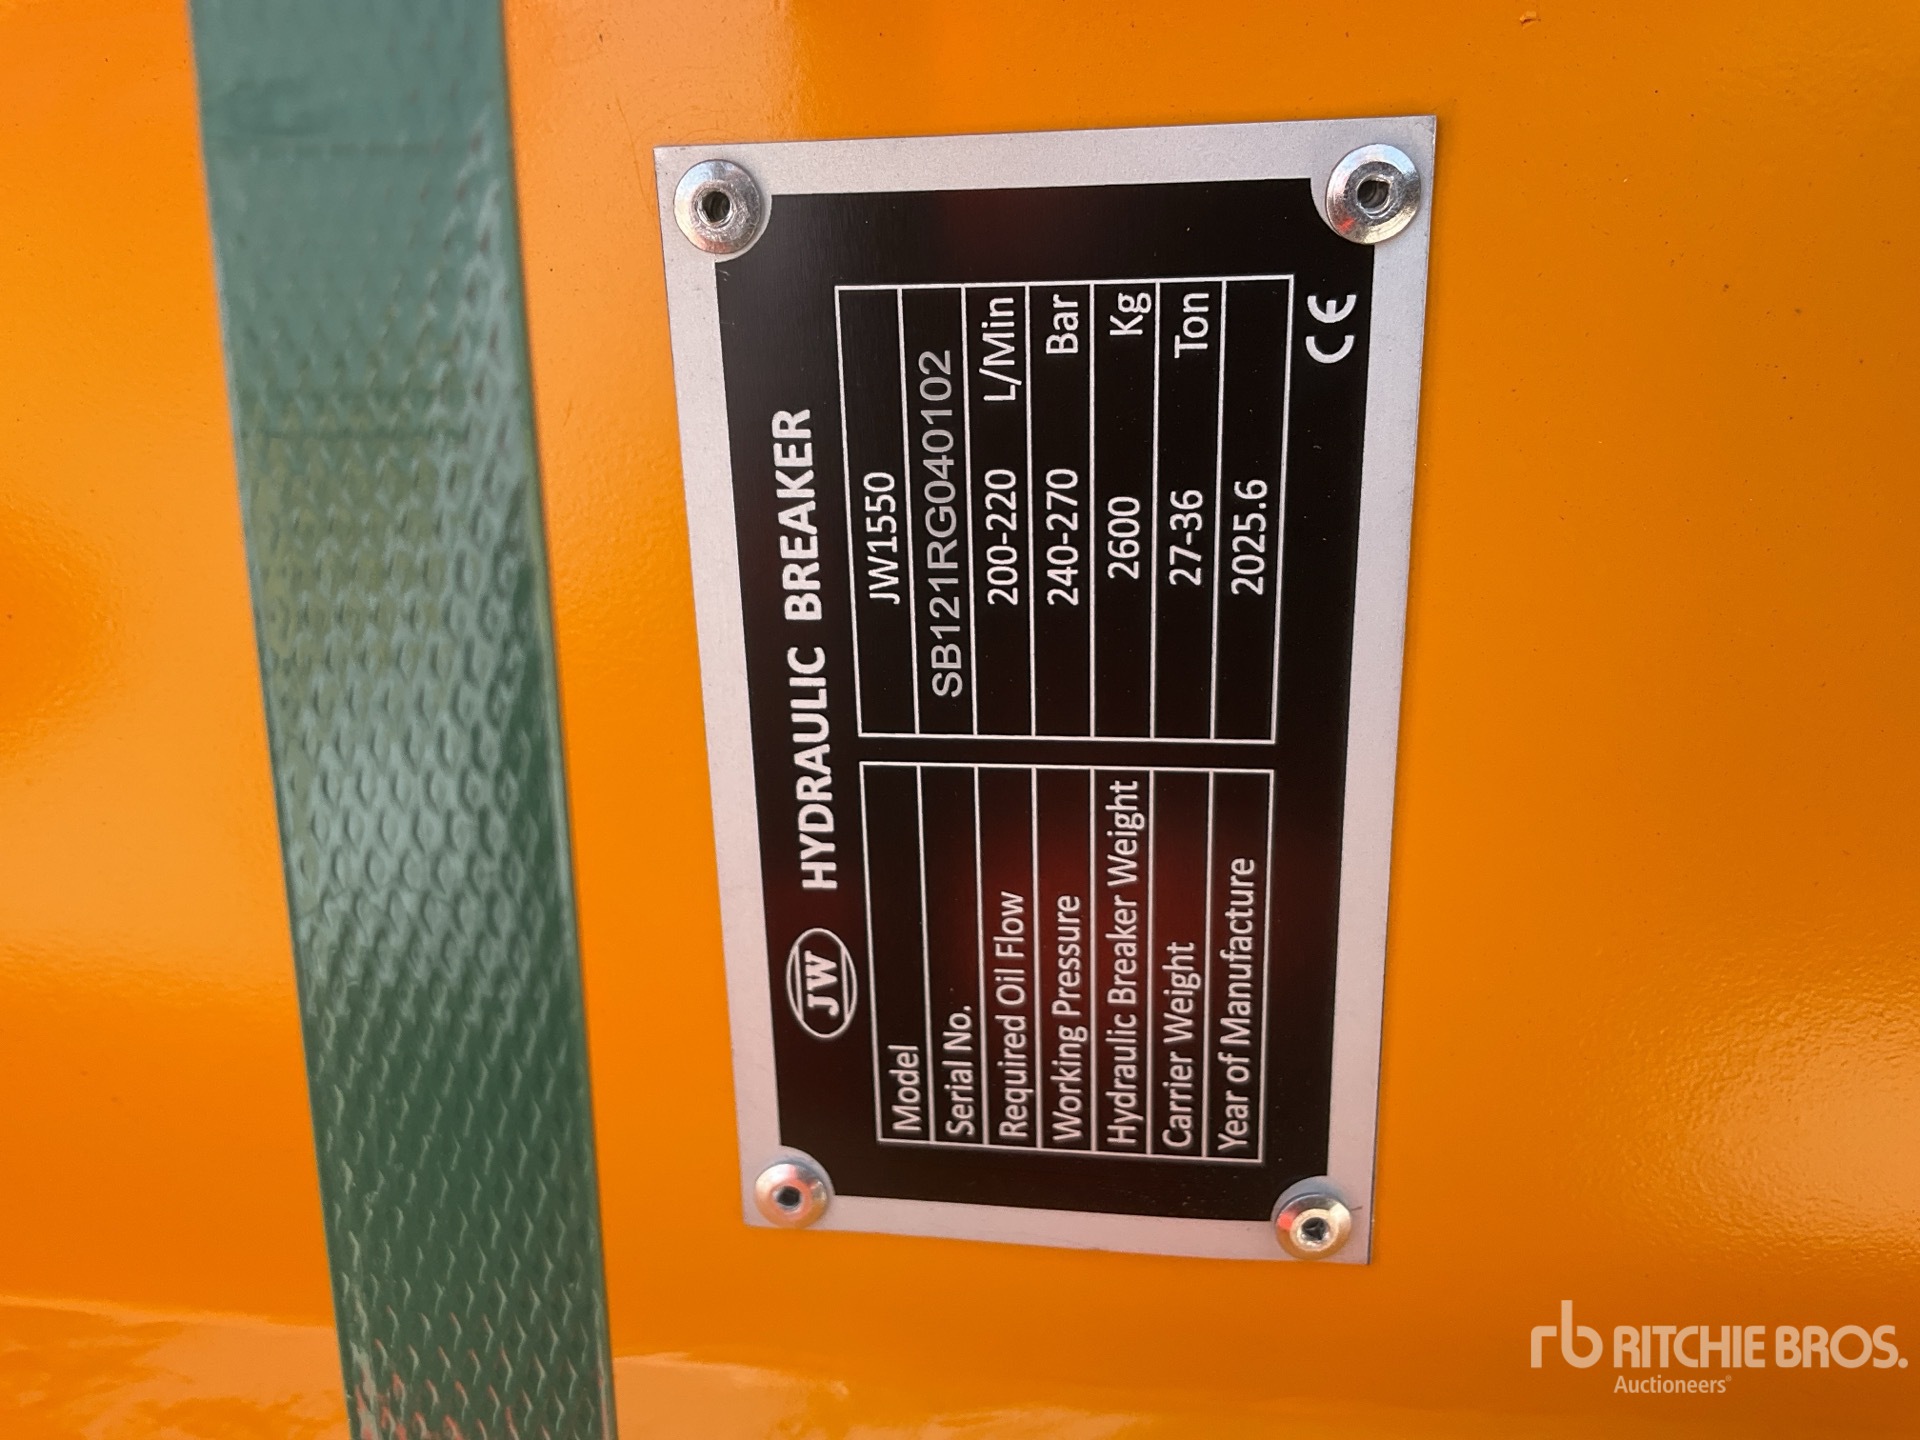 JW HYDRAULIC BREAKER
Model JW1550
Serial No. SB121RG040102
Required Oil Flow 200-220 L/Min
Working Pressure 240-270 Bar
Hydraulic Breaker Weight 2600 Kg
Carrier Weight 27-36 Ton
Year of Manufacture 2025.6
CE
rb RITCHIE BROS.
Auctioneers®